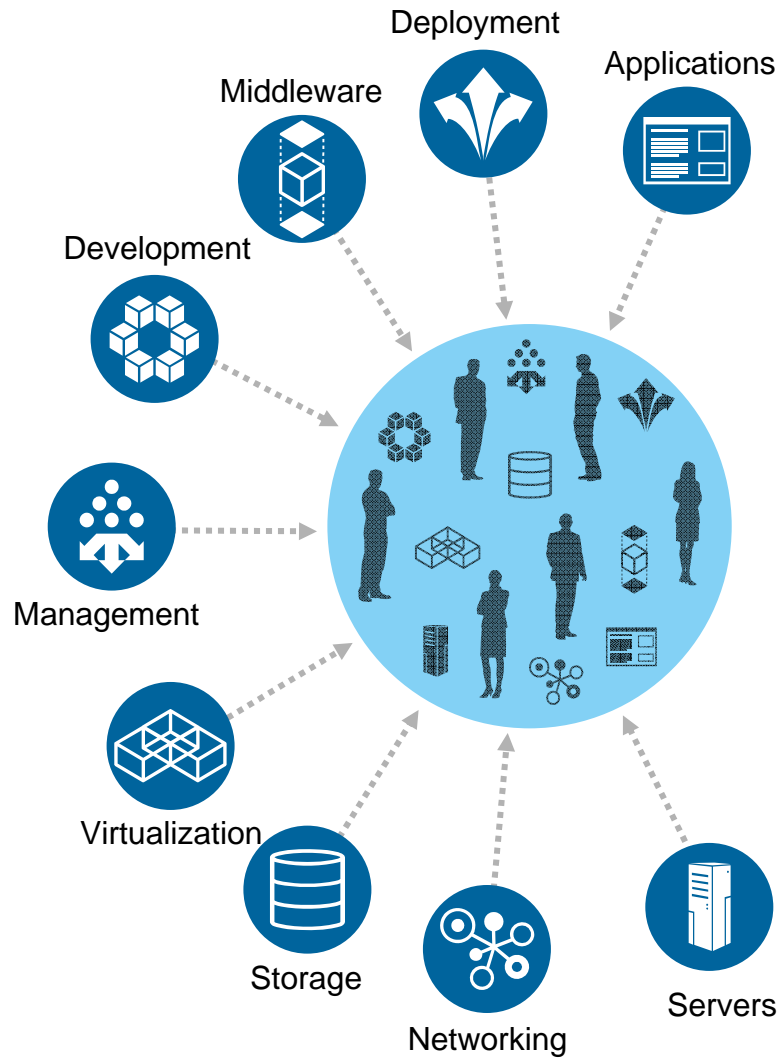 Deployment
Applications
Middleware
Development
Management
Virtualization
Storage
Servers
Networking